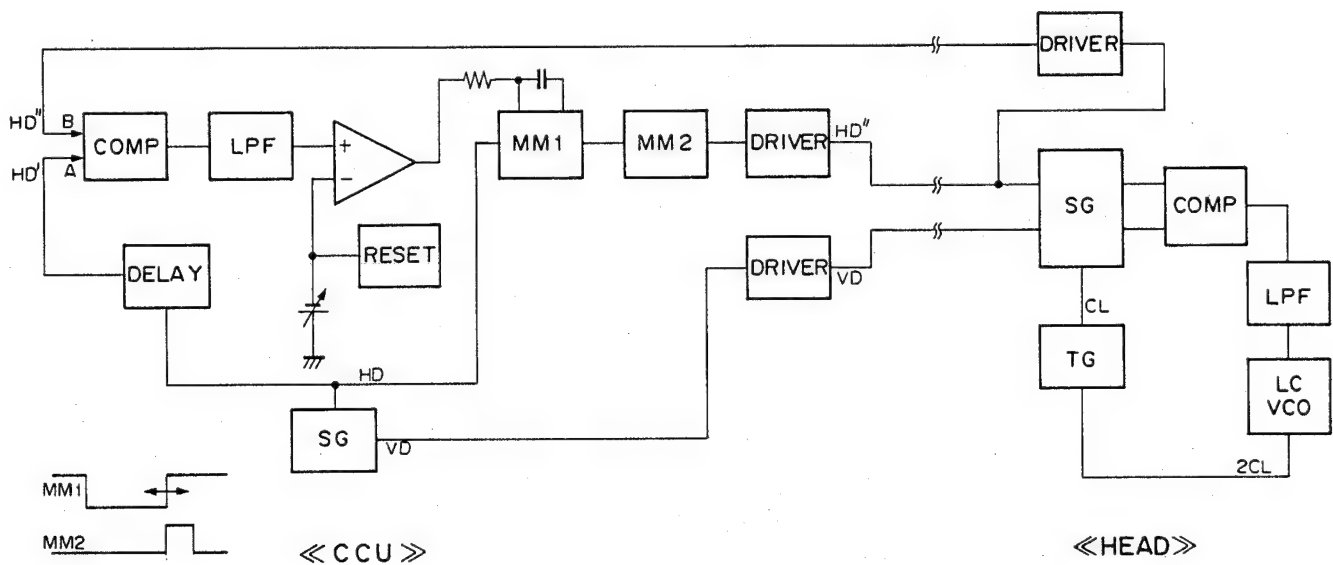 DRIVER
HD"
B
COMP
LPF
+
−
MM1
MM2
DRIVER
HD"
HD'
A
SG
COMP
DELAY
RESET
DRIVER
VD
LPF
CL
TG
LC
VCO
HD
SG
VD
2CL
MM1
MM2
≪CCU≫
≪HEAD≫